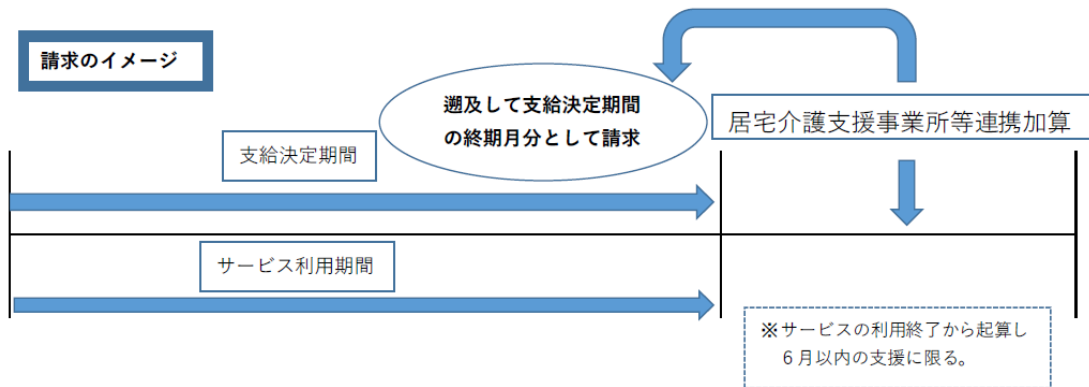 請求のイメージ
遡及して支給決定期間
の終期月分として請求
居宅介護支援事業所等連携加算
支給決定期間
サービス利用期間
※サービスの利用終了から起算し
６月以内の支援に限る。